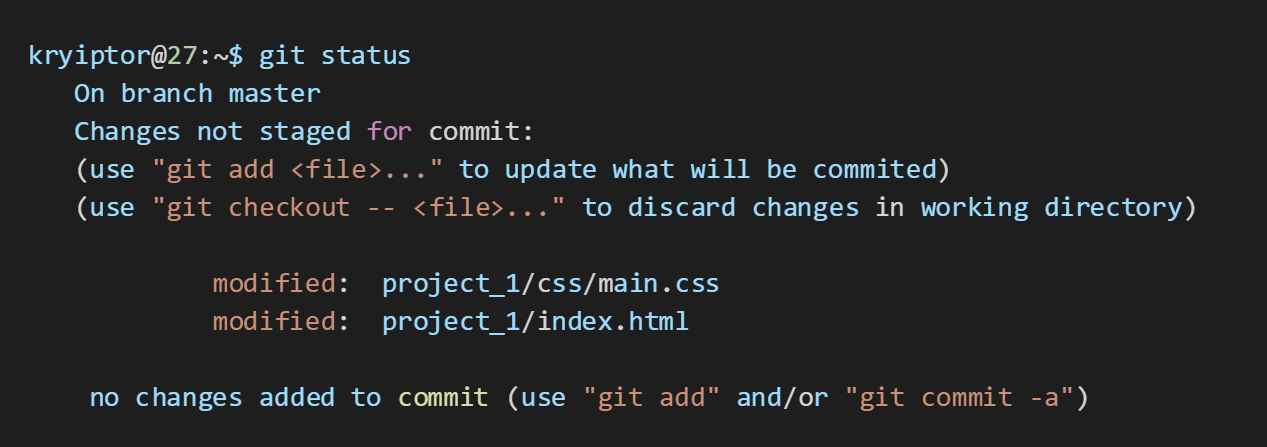 kryiptor@27:~$ git status
On branch master
Changes not staged for commit:
(use "git add <file>..." to update what will be commited)
(use "git checkout -- <file>..." to discard changes in working directory)
modified: project_1/css/main.css
modified: project_1/index.html
no changes added to commit (use "git add" and/or "git commit -a")